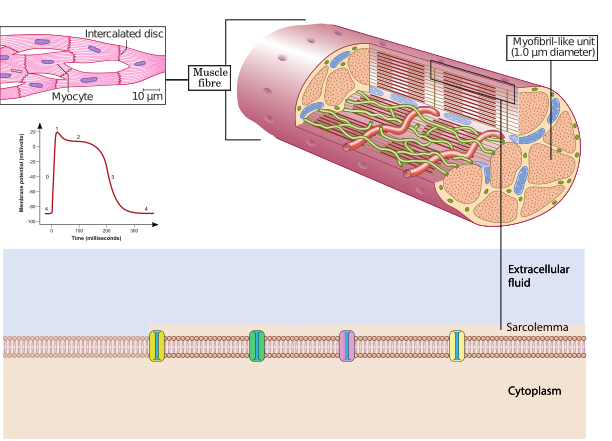 Intercalated disc
Myocyte
10 μm
Muscle
fibre
Myofibril-like unit
(1.0 μm diameter)
Membrane potential (millivolts)
20
0
-20
-40
-60
-80
-100
1
2
0
3
4
4
0
100
200
300
Time (milliseconds)
Extracellular
fluid
Sarcolemma
Cytoplasm